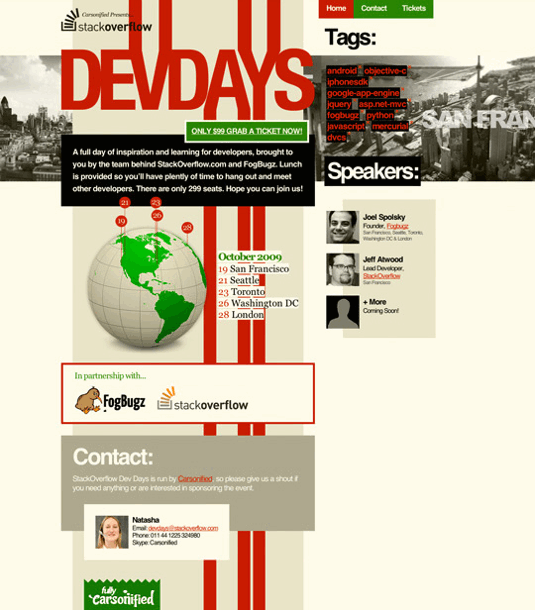 Carsonified Presents...
stackoverflow
Home Contact Tickets
DEVDAYS
Tags:
android objective-c
iphonesdk
google-app-engine
jquery asp.net-mvc
fogbugz python
javascript mercurial
dvcs
SAN FRAN
ONLY $99 GRAB A TICKET NOW!
A full day of inspiration and learning for developers, brought to
you by the team behind StackOverflow.com and FogBugz. Lunch
is provided so you'll have plenty of time to hang out and meet
other developers. There are only 299 seats. Hope you can join us!
Speakers:
Joel Spolsky
Founder, Fogbugz
San Francisco, Seattle, Toronto,
Washington DC & London
Jeff Atwood
Lead Developer,
StackOverflow
San Francisco
+ More
Coming Soon!
21 23
19 26
28
October 2009
19 San Francisco
21 Seattle
23 Toronto
26 Washington DC
28 London
In partnership with...
FogBugz stackoverflow
Contact:
StackOverflow Dev Days is run by Carsonified, so please give us a shout if
you need anything or are interested in sponsoring the event.
Natasha
Email: devdays@stackoverflow.com
Phone: 011 44 1225 324980
Skype: Carsonified
fully
Carsonified